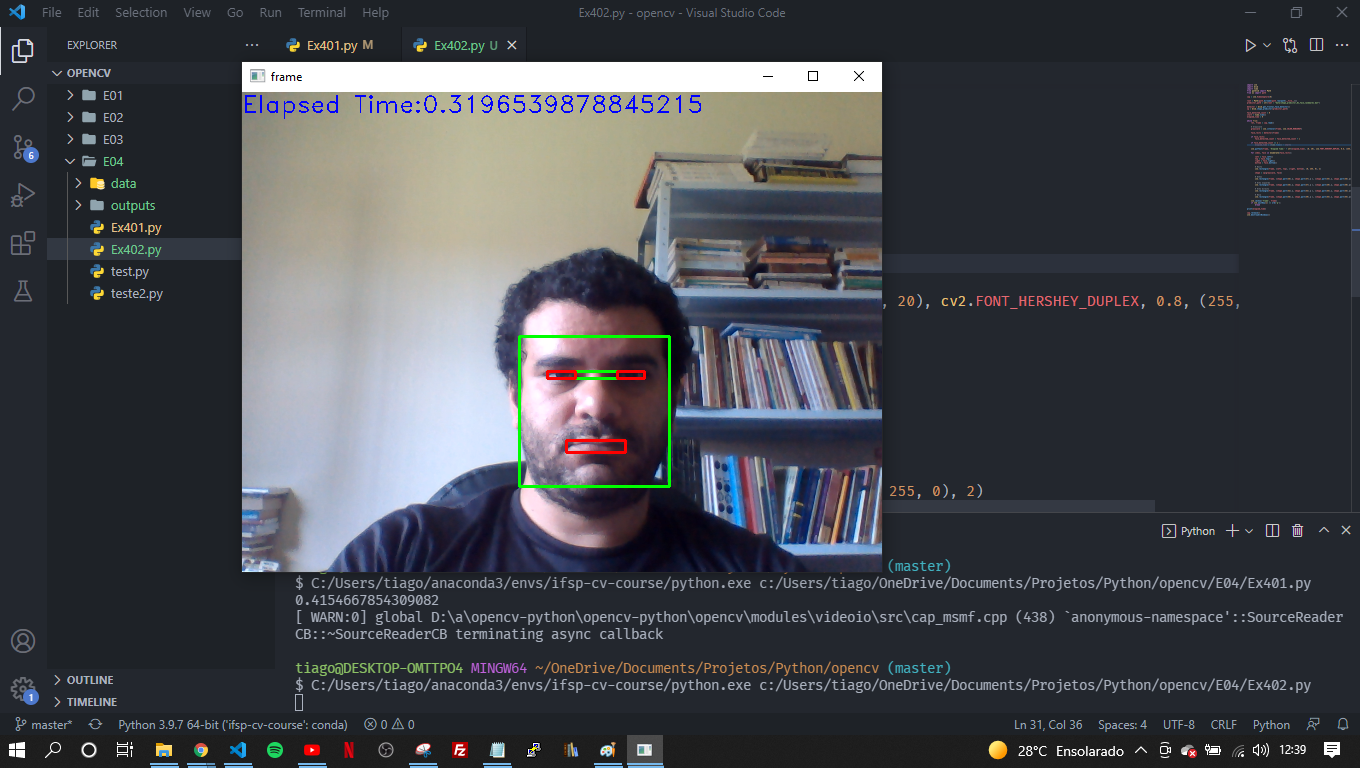 File Edit Selection View Go Run Terminal Help
Ex402.py - opencv - Visual Studio Code
EXPLORER
Ex401.py M
Ex402.py U
OPENCV
E01
E02
E03
E04
data
outputs
Ex401.py
Ex402.py
test.py
teste2.py
frame
Elapsed Time:0.3196539878845215
, 20), cv2.FONT_HERSHEY_DUPLEX, 0.8, (255,
255, 0), 2)
Python
(master)
$ C:/Users/tiago/anaconda3/envs/ifsp-cv-course/python.exe c:/Users/tiago/OneDrive/Documents/Projetos/Python/opencv/E04/Ex401.py
0.4154667854309082
[ WARN:0] global D:\a\opencv-python\opencv-python\opencv\modules\videoio\src\cap_msmf.cpp (438) `anonymous-namespace'::SourceReader
CB::~SourceReaderCB terminating async callback
tiago@DESKTOP-OMTTPO4 MINGW64 ~/OneDrive/Documents/Projetos/Python/opencv (master)
$ C:/Users/tiago/anaconda3/envs/ifsp-cv-course/python.exe c:/Users/tiago/OneDrive/Documents/Projetos/Python/opencv/E04/Ex402.py
OUTLINE
TIMELINE
6
1
master* Python 3.9.7 64-bit ('ifsp-cv-course': conda) 0 0
Ln 31, Col 36 Spaces: 4 UTF-8 CRLF Python
28°C Ensolarado 12:39